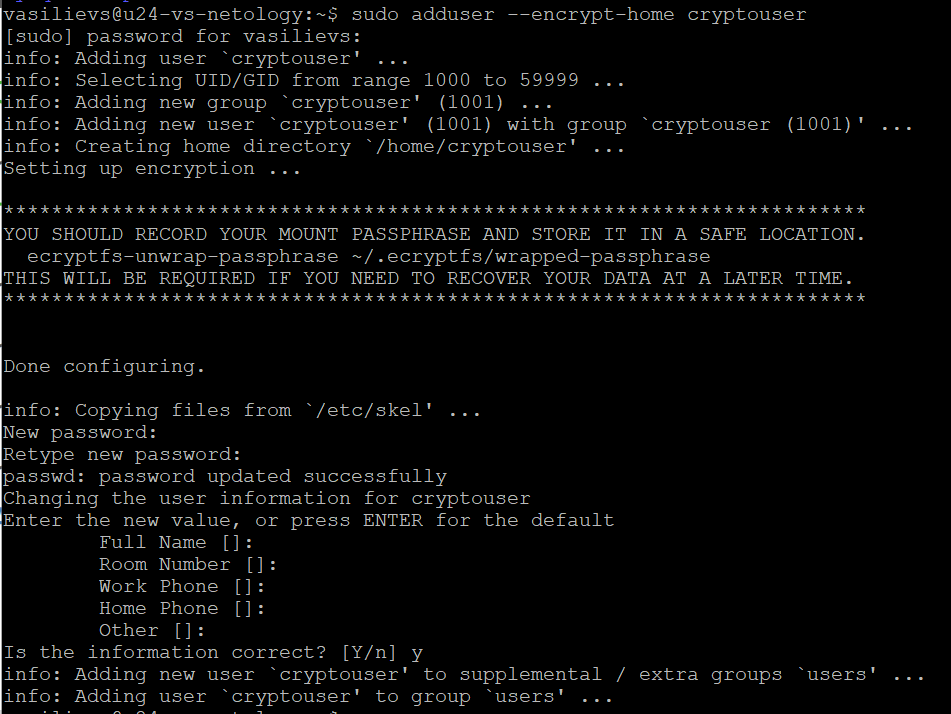 vasilievs@u24-vs-netology:~$ sudo adduser --encrypt-home cryptouser
[sudo] password for vasilievs:
info: Adding user `cryptouser' ...
info: Selecting UID/GID from range 1000 to 59999 ...
info: Adding new group `cryptouser' (1001) ...
info: Adding new user `cryptouser' (1001) with group `cryptouser (1001)' ...
info: Creating home directory `/home/cryptouser' ...
Setting up encryption ...
************************************************************************
YOU SHOULD RECORD YOUR MOUNT PASSPHRASE AND STORE IT IN A SAFE LOCATION.
  ecryptfs-unwrap-passphrase ~/.ecryptfs/wrapped-passphrase
THIS WILL BE REQUIRED IF YOU NEED TO RECOVER YOUR DATA AT A LATER TIME.
************************************************************************
Done configuring.
info: Copying files from `/etc/skel' ...
New password:
Retype new password:
passwd: password updated successfully
Changing the user information for cryptouser
Enter the new value, or press ENTER for the default
        Full Name []:
        Room Number []:
        Work Phone []:
        Home Phone []:
        Other []:
Is the information correct? [Y/n] y
info: Adding new user `cryptouser' to supplemental / extra groups `users' ...
info: Adding user `cryptouser' to group `users' ...